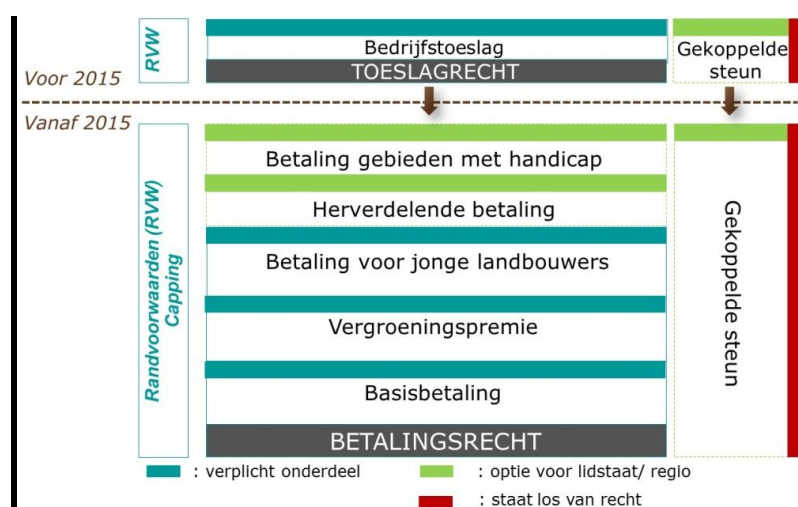 RVW
Bedrijfstoeslag
TOESLAGRECHT
Gekoppelde
steun
Voor 2015
Vanaf 2015
Randvoorwaarden (RVW)
Capping
Betaling gebieden met handicap
Herverdelende betaling
Betaling voor jonge landbouwers
Vergroeningspremie
Basisbetaling
BETALINGSRECHT
Gekoppelde steun
: verplicht onderdeel
: optie voor lidstaat/ regio
: staat los van recht